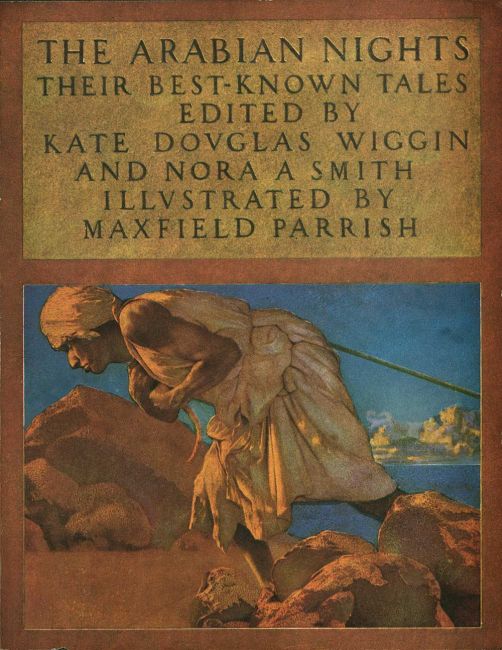 THE ARABIAN NIGHTS
THEIR BEST-KNOWN TALES
EDITED BY
KATE DOVGLAS WIGGIN
AND NORA A SMITH
ILLVSTRATED BY
MAXFIELD PARRISH